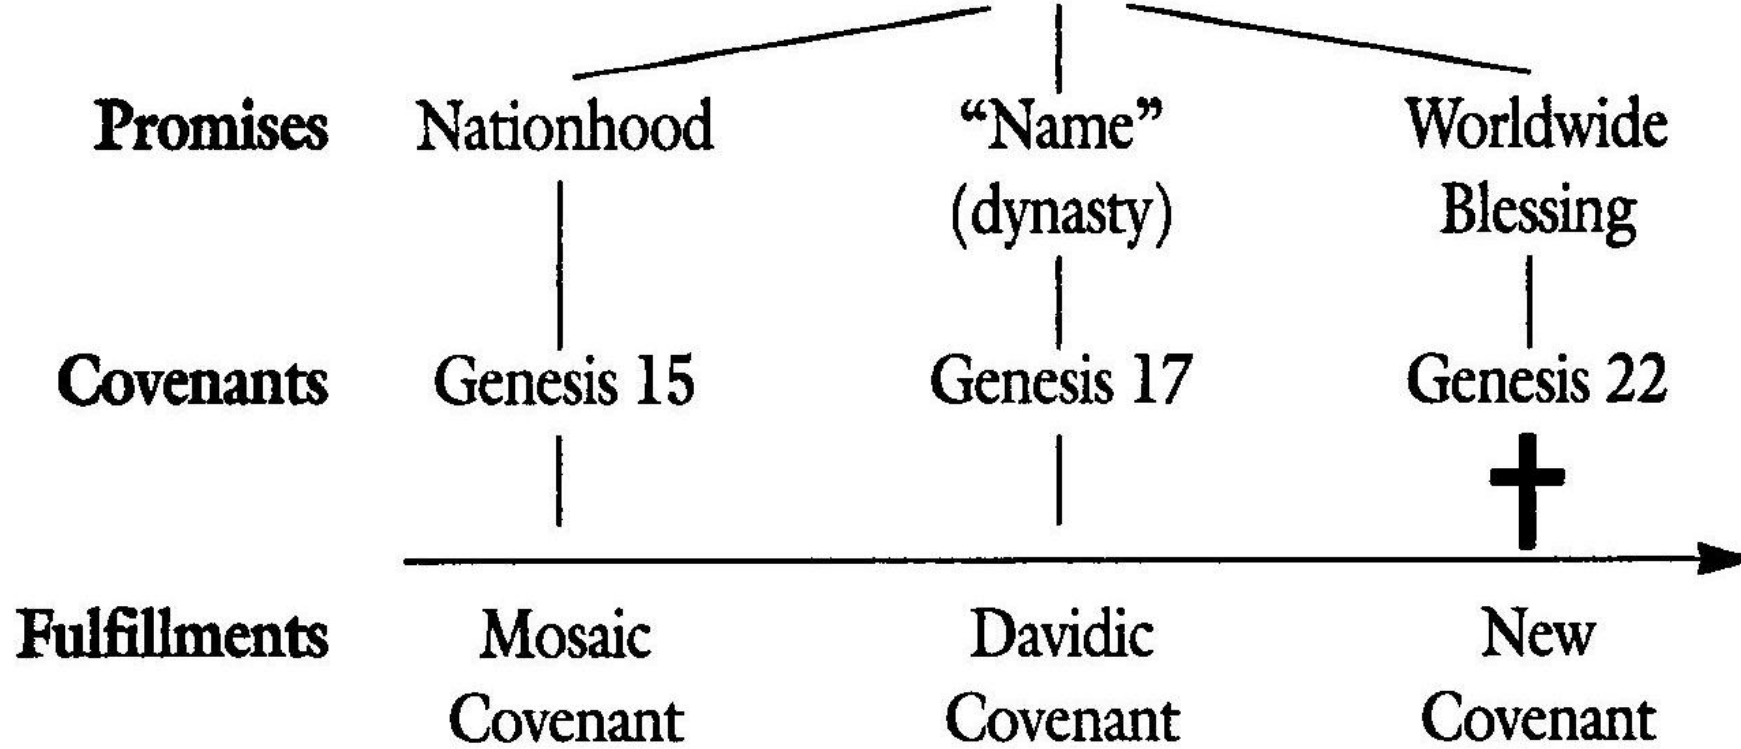 Promises Nationhood “Name” Worldwide
(dynasty) Blessing
Covenants Genesis 15 Genesis 17 Genesis 22
Fulfillments Mosaic Davidic New
Covenant Covenant Covenant